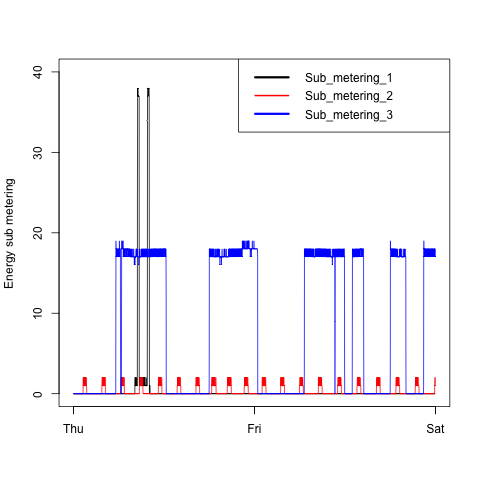 Sub_metering_1
Sub_metering_2
Sub_metering_3
Energy sub metering
40
30
20
10
0
Thu Fri Sat